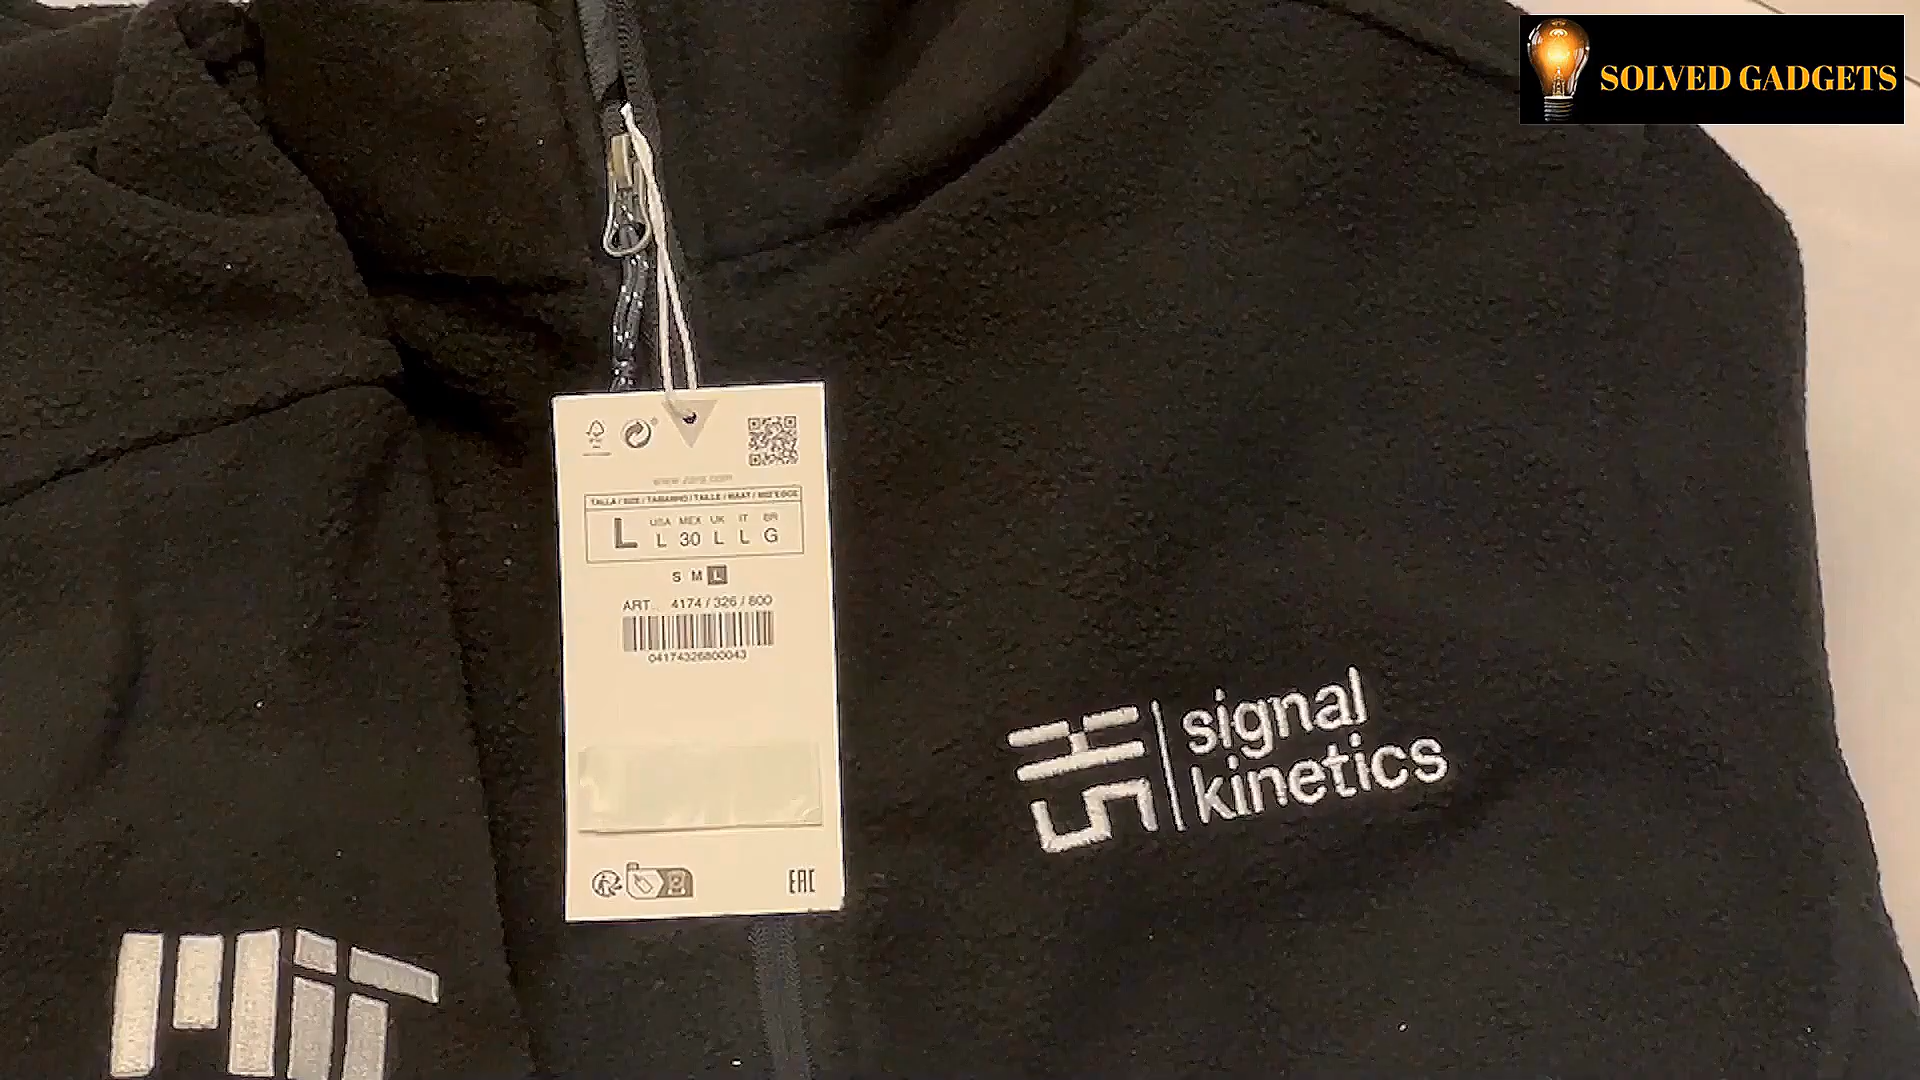 SOLVED GADGETS
www.zara.com
TALLA / SIZE / TAMANHO / TAILLE / MAAT /
USA MEX UK IT BR
L L 30 L L G
S M L
ART. 4174 / 326 / 800
04174326800043
EAC
signal
kinetics
MIT